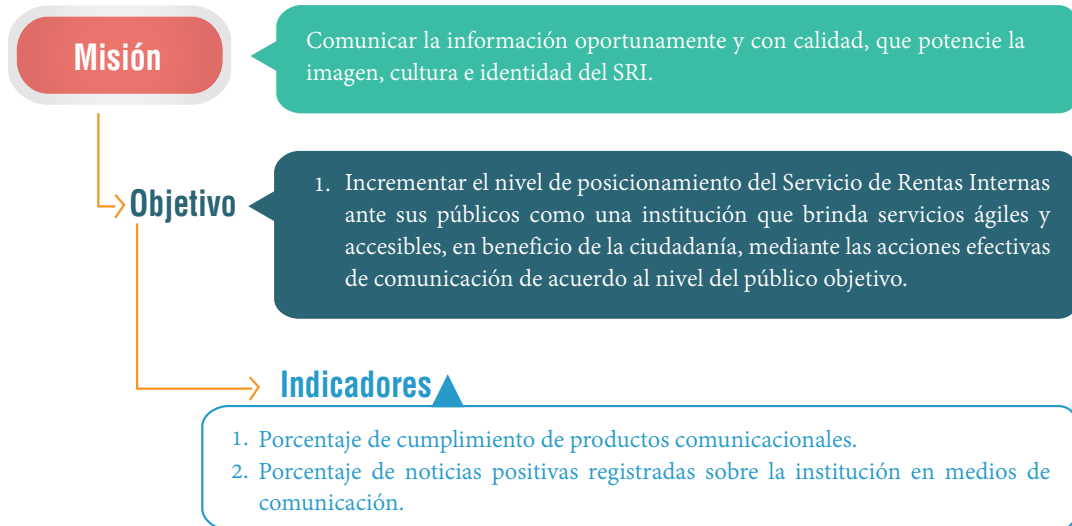 Misión
Comunicar la información oportunamente y con calidad, que potencie la
imagen, cultura e identidad del SRI.
Objetivo
1. Incrementar el nivel de posicionamiento del Servicio de Rentas Internas
ante sus públicos como una institución que brinda servicios ágiles y
accesibles, en beneficio de la ciudadanía, mediante las acciones efectivas
de comunicación de acuerdo al nivel del público objetivo.
Indicadores
1. Porcentaje de cumplimiento de productos comunicacionales.
2. Porcentaje de noticias positivas registradas sobre la institución en medios de
comunicación.